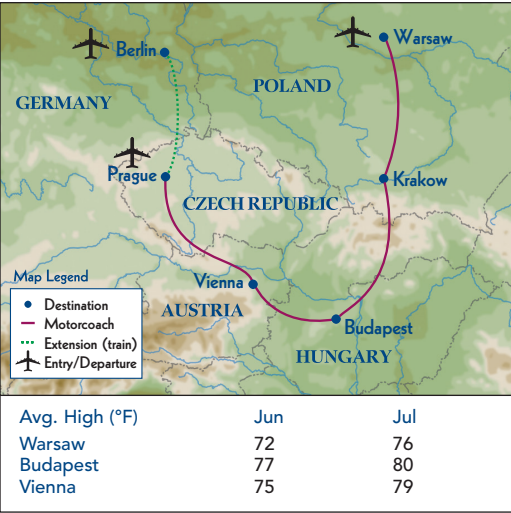 Warsaw
Berlin
POLAND
GERMANY
Prague
Krakow
CZECH REPUBLIC
Map Legend
Vienna
Destination
AUSTRIA
Motorcoach
Budapest
Extension (train)
HUNGARY
Entry/Departure
Avg. High (°F) Jun Jul
Warsaw 72 76
Budapest 77 80
Vienna 75 79